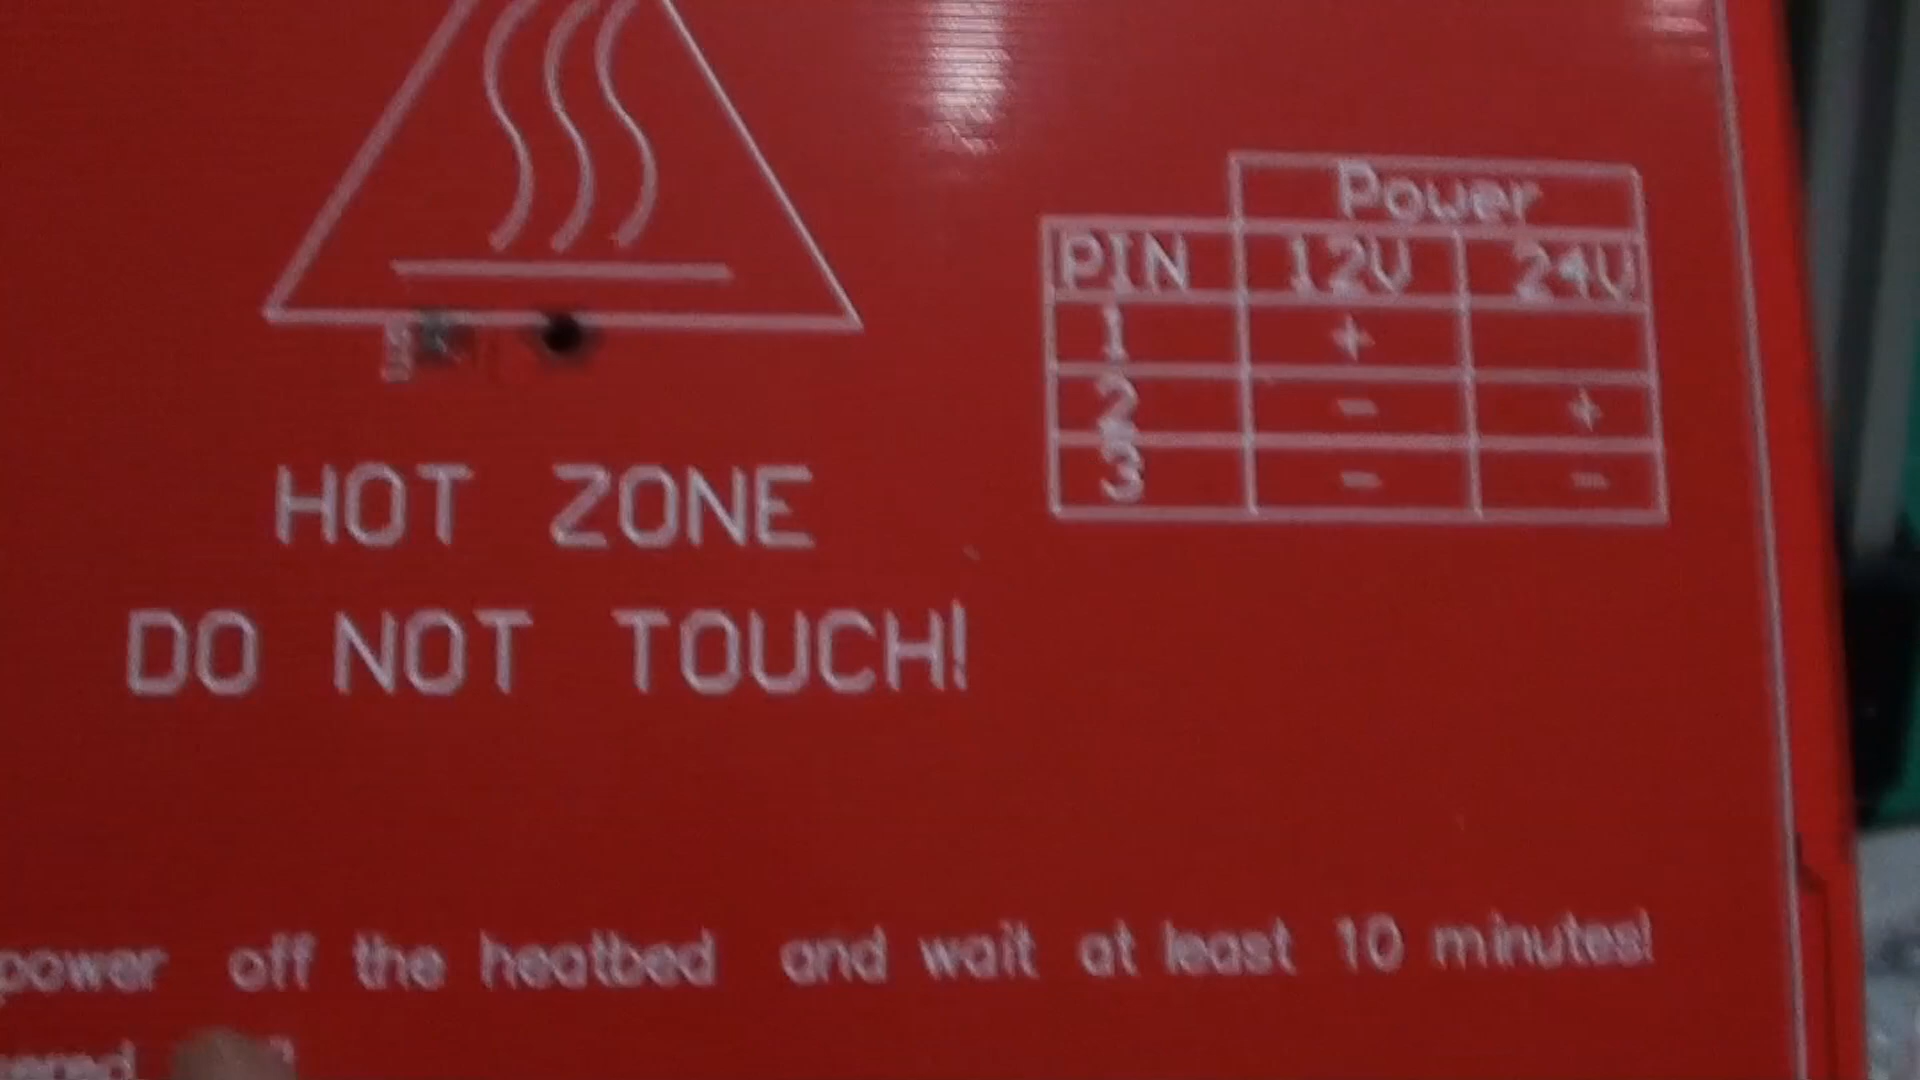 Power
PIN 12V 24V
1 +
2 - +
3 - -
HOT ZONE
DO NOT TOUCH!
power off the heatbed and wait at least 10 minutes!